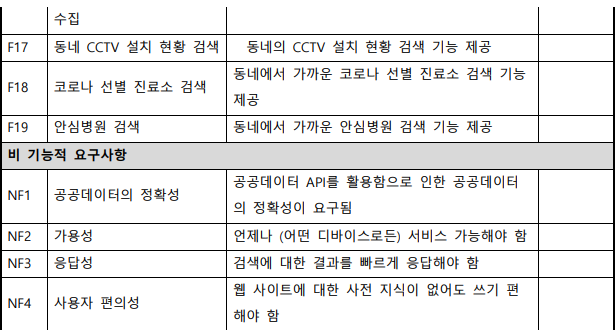 수집
F17 동네 CCTV 설치 현황 검색 동네의 CCTV 설치 현황 검색 기능 제공
F18 코로나 선별 진료소 검색 동네에서 가까운 코로나 선별 진료소 검색 기능
제공
F19 안심병원 검색 동네에서 가까운 안심병원 검색 기능 제공
비 기능적 요구사항
NF1 공공데이터의 정확성 공공데이터 API를 활용함으로 인한 공공데이터
의 정확성이 요구됨
NF2 가용성 언제나 (어떤 디바이스로든) 서비스 가능해야 함
NF3 응답성 검색에 대한 결과를 빠르게 응답해야 함
NF4 사용자 편의성 웹 사이트에 대한 사전 지식이 없어도 쓰기 편
해야 함